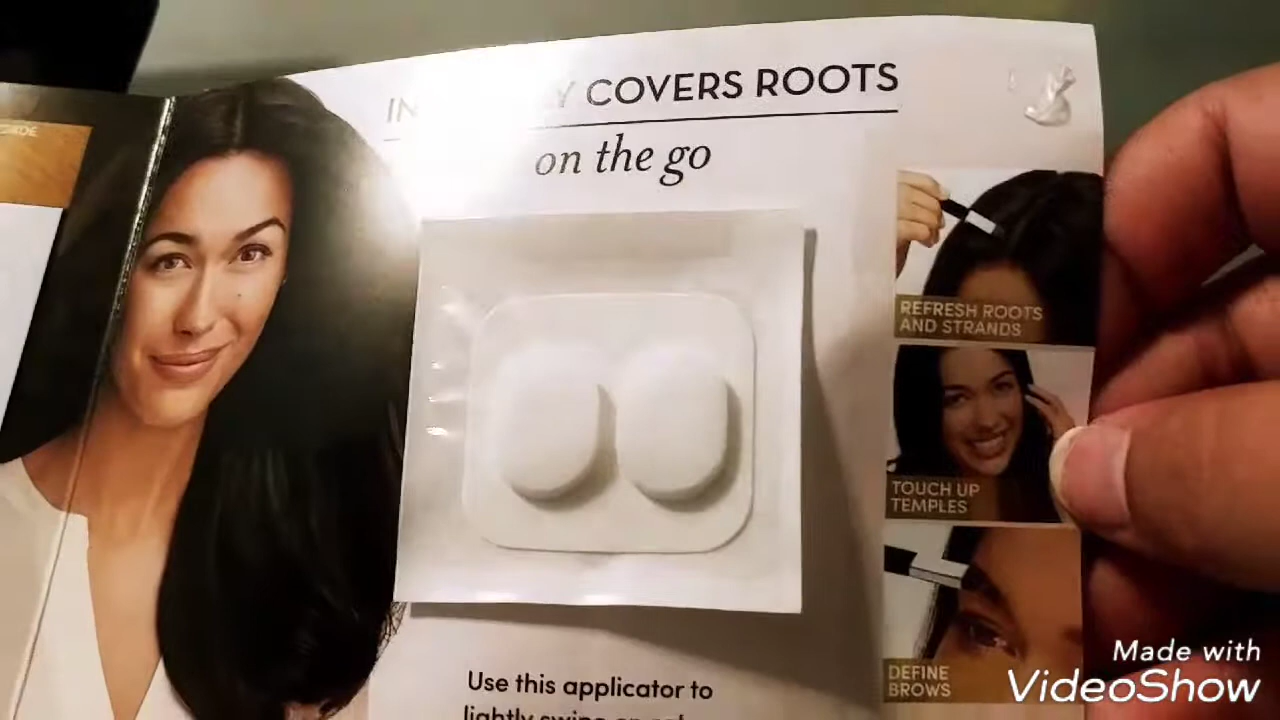 COVERS ROOTS
on the go
REFRESH ROOTS
AND STRANDS
TOUCH UP
TEMPLES
DEFINE
BROWS
Use this applicator to
lightly
Made with
VideoShow